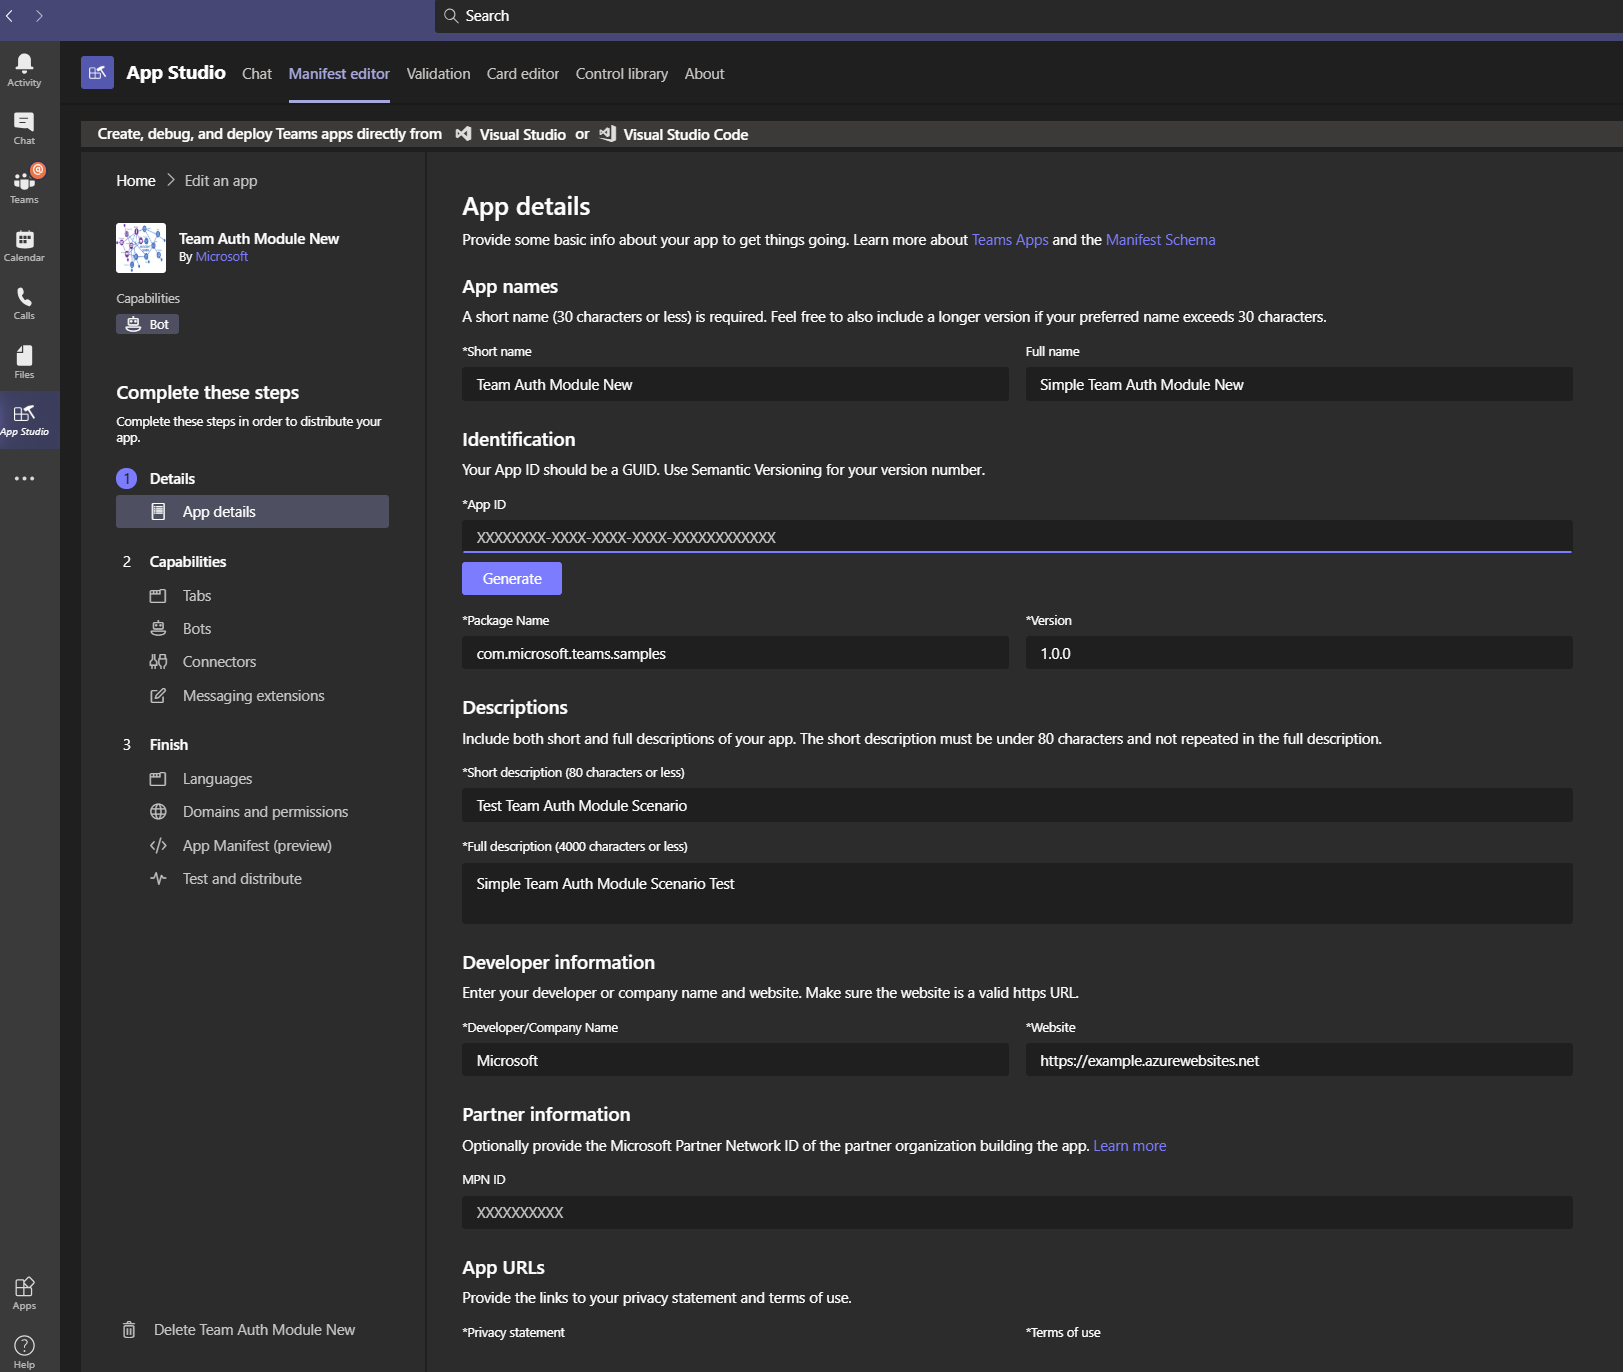 Search
Activity
Chat
Teams
Calendar
Calls
Files
App Studio
Apps
Help
App Studio Chat Manifest editor Validation Card editor Control library About
Create, debug, and deploy Teams apps directly from Visual Studio or Visual Studio Code
Home > Edit an app
Team Auth Module New
By Microsoft
Capabilities
Bot
Complete these steps
Complete these steps in order to distribute your
app.
1 Details
App details
2 Capabilities
Tabs
Bots
Connectors
Messaging extensions
3 Finish
Languages
Domains and permissions
App Manifest (preview)
Test and distribute
Delete Team Auth Module New
App details
Provide some basic info about your app to get things going. Learn more about Teams Apps and the Manifest Schema
App names
A short name (30 characters or less) is required. Feel free to also include a longer version if your preferred name exceeds 30 characters.
*Short name Full name
Team Auth Module New Simple Team Auth Module New
Identification
Your App ID should be a GUID. Use Semantic Versioning for your version number.
*App ID
XXXXXXXX-XXXX-XXXX-XXXX-XXXXXXXXXXXX
Generate
*Package Name *Version
com.microsoft.teams.samples 1.0.0
Descriptions
Include both short and full descriptions of your app. The short description must be under 80 characters and not repeated in the full description.
*Short description (80 characters or less)
Test Team Auth Module Scenario
*Full description (4000 characters or less)
Simple Team Auth Module Scenario Test
Developer information
Enter your developer or company name and website. Make sure the website is a valid https URL.
*Developer/Company Name *Website
Microsoft https://example.azurewebsites.net
Partner information
Optionally provide the Microsoft Partner Network ID of the partner organization building the app. Learn more
MPN ID
XXXXXXXXXX
App URLs
Provide the links to your privacy statement and terms of use.
*Privacy statement *Terms of use